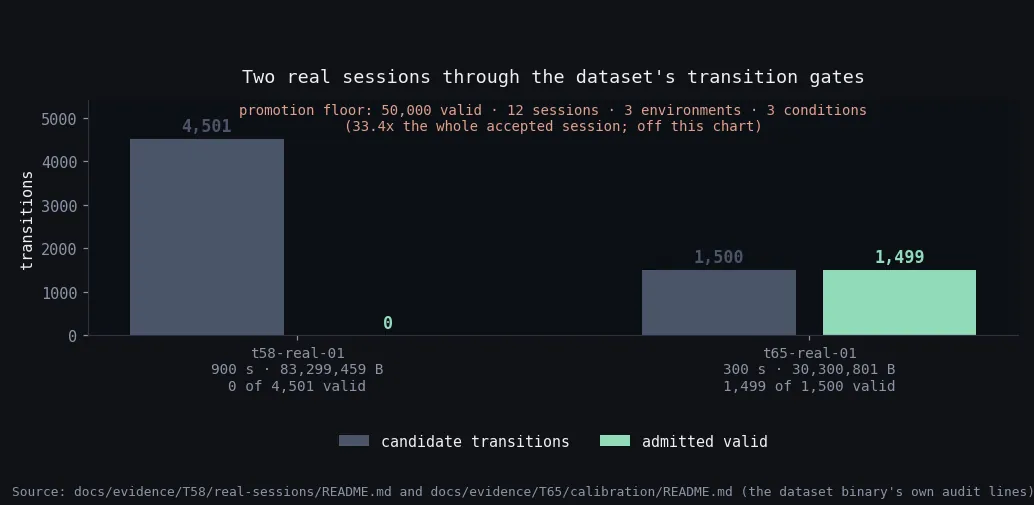 Two real sessions through the dataset's transition gates
promotion floor: 50,000 valid · 12 sessions · 3 environments · 3 conditions
(33.4x the whole accepted session; off this chart)
transitions
5000
4000
3000
2000
1000
0
4,501
0
1,500
1,499
t58-real-01
900 s · 83,299,459 B
0 of 4,501 valid
t65-real-01
300 s · 30,300,801 B
1,499 of 1,500 valid
candidate transitions
admitted valid
Source: docs/evidence/T58/real-sessions/README.md and docs/evidence/T65/calibration/README.md (the dataset binary's own audit lines)